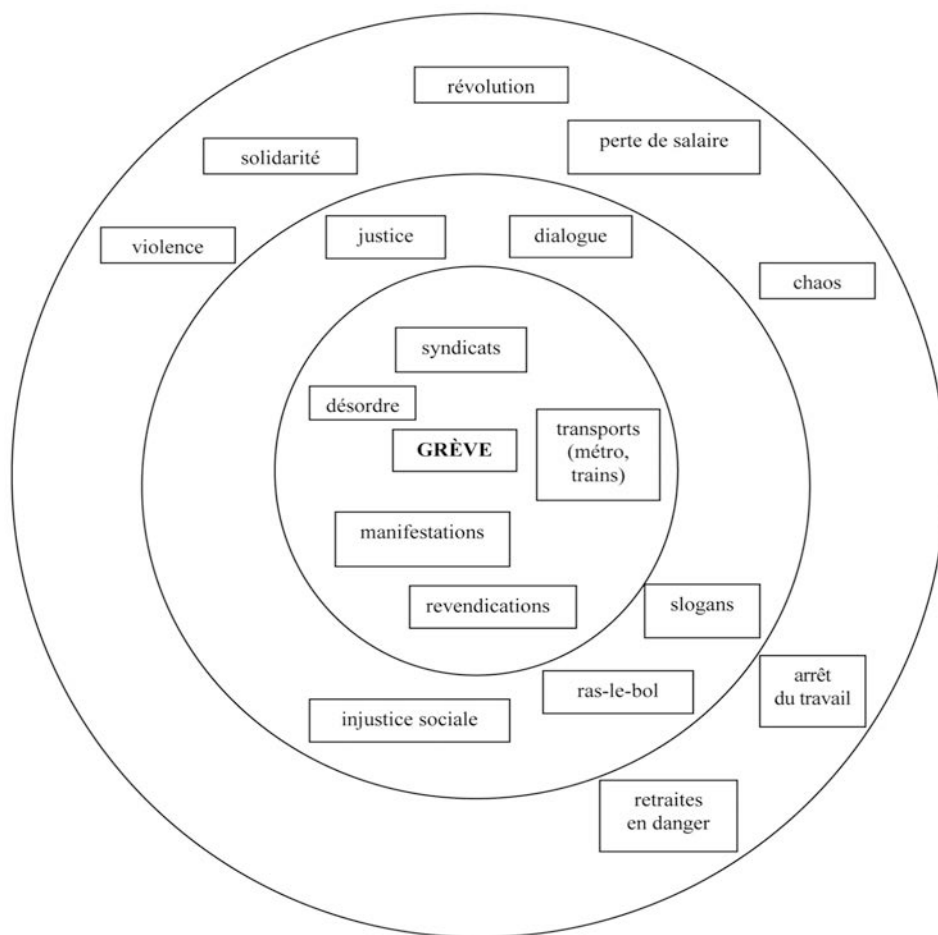 révolution
perte de salaire
solidarité
violence
justice
dialogue
chaos
syndicats
désordre
GRÈVE
transports
(métro,
trains)
manifestations
revendications
slogans
ras-le-bol
arrêt
du travail
injustice sociale
retraites
en danger